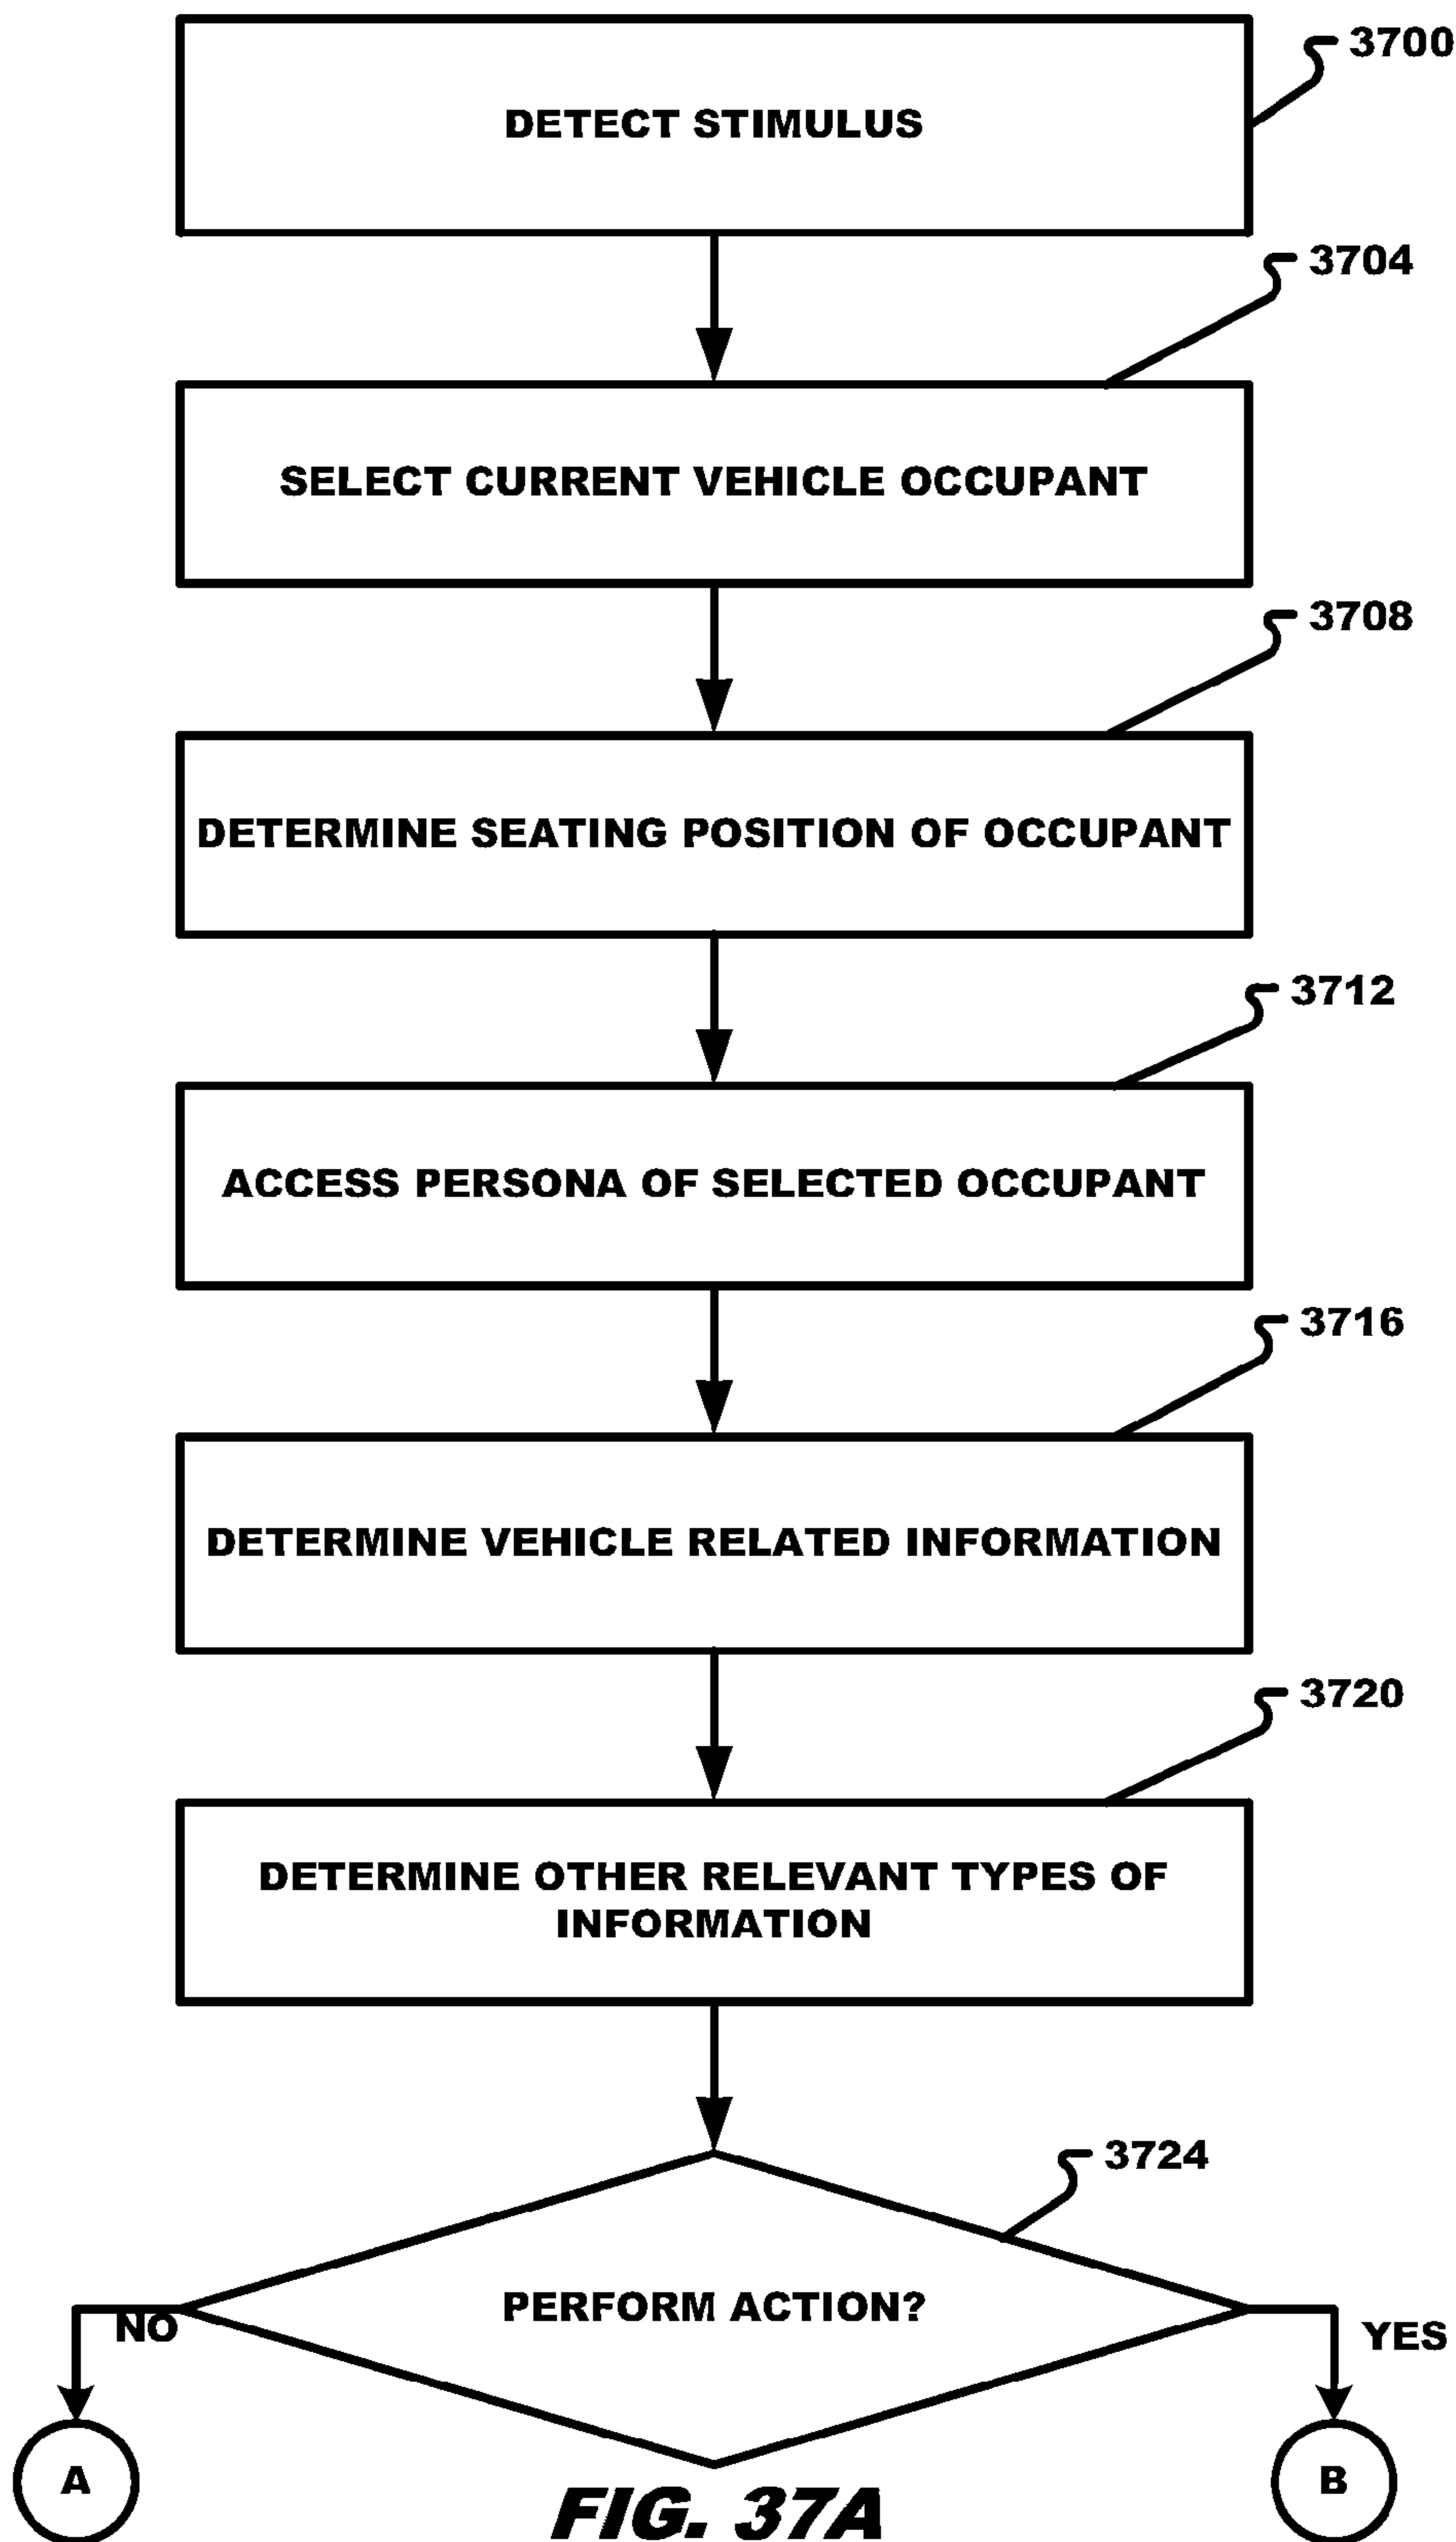 DETECT STIMULUS
3700
SELECT CURRENT VEHICLE OCCUPANT
3704
DETERMINE SEATING POSITION OF OCCUPANT
3708
ACCESS PERSONA OF SELECTED OCCUPANT
3712
DETERMINE VEHICLE RELATED INFORMATION
3716
DETERMINE OTHER RELEVANT TYPES OF
INFORMATION
3720
PERFORM ACTION?
3724
NO
YES
A
B
FIG. 37A